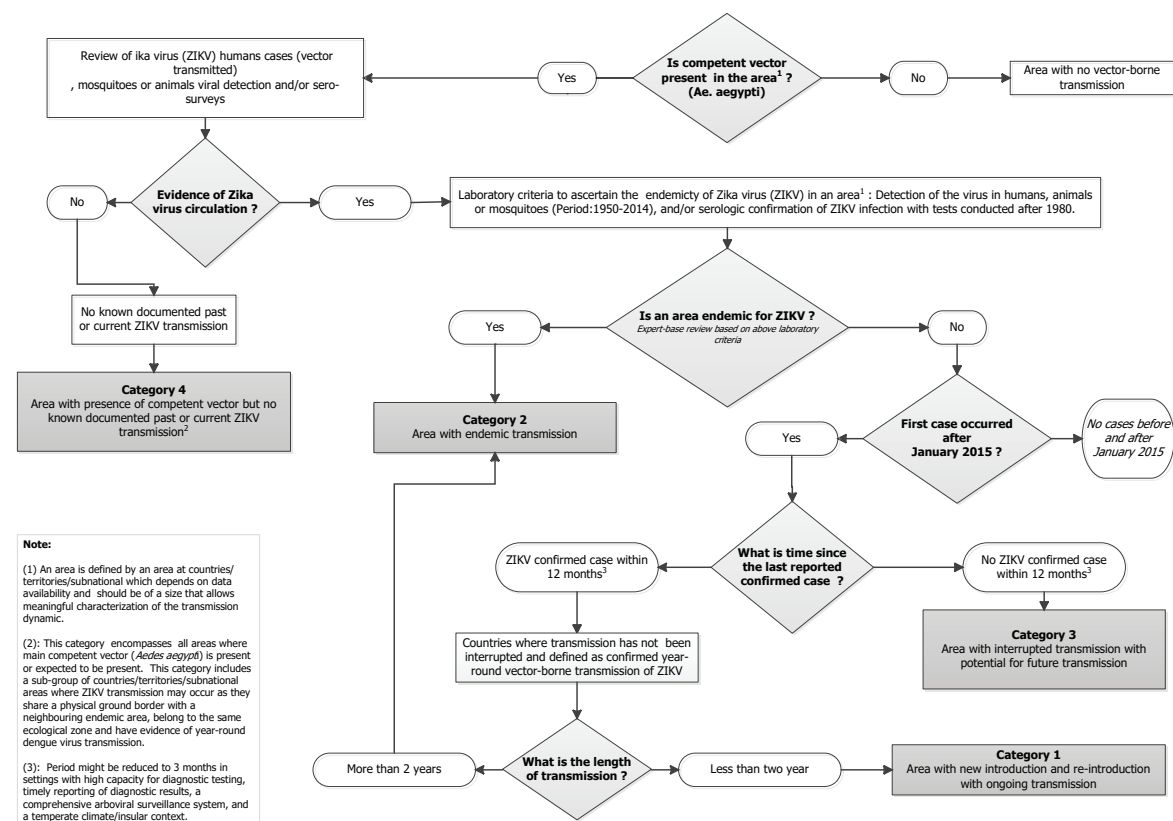 Is competent vector
present in the area1 ?
(Ae. aegypti)
Yes
No
Area with no vector-borne
transmission
Review of ika virus (ZIKV) humans cases (vector
transmitted)
, mosquitoes or animals viral detection and/or sero-
surveys
Evidence of Zika
virus circulation ?
No
Yes
Laboratory criteria to ascertain the endemicty of Zika virus (ZIKV) in an area1 : Detection of the virus in humans, animals
or mosquitoes (Period:1950-2014), and/or serologic confirmation of ZIKV infection with tests conducted after 1980.
No known documented past
or current ZIKV transmission
Category 4
Area with presence of competent vector but no
known documented past or current ZIKV
transmission2
Is an area endemic for ZIKV ?
Expert-base review based on above laboratory
criteria
Yes
No
Category 2
Area with endemic transmission
First case occurred
after
January 2015 ?
Yes
No cases before
and after
January 2015
What is time since
the last reported
confirmed case ?
ZIKV confirmed case within
12 months3
No ZIKV confirmed case
within 12 months3
Countries where transmission has not been
interrupted and defined as confirmed year-
round vector-borne transmission of ZIKV
Category 3
Area with interrupted transmission with
potential for future transmission
What is the length
of transmission ?
More than 2 years
Less than two year
Category 1
Area with new introduction and re-introduction
with ongoing transmission
Note:
(1) An area is defined by an area at countries/
territories/subnational which depends on data
availability and should be of a size that allows
meaningful characterization of the transmission
dynamic.
(2): This category encompasses all areas where
main competent vector (Aedes aegypti) is present
or expected to be present. This category includes
a sub-group of countries/territories/subnational
areas where ZIKV transmission may occur as they
share a physical ground border with a
neighbouring endemic area, belong to the same
ecological zone and have evidence of year-round
dengue virus transmission.
(3): Period might be reduced to 3 months in
settings with high capacity for diagnostic testing,
timely reporting of diagnostic results, a
comprehensive arboviral surveillance system, and
a temperate climate/insular context.